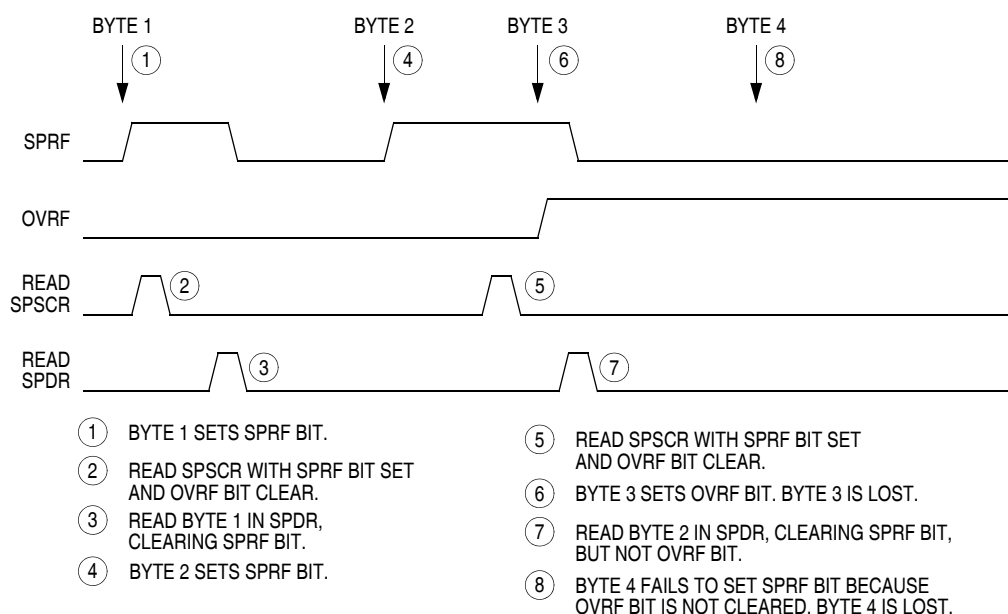 BYTE 1 BYTE 2 BYTE 3 BYTE 4
1 4 6 8
SPRF
OVRF
READ
SPSCR
2 5
READ
SPDR
3 7
1 BYTE 1 SETS SPRF BIT.
2 READ SPSCR WITH SPRF BIT SET
AND OVRF BIT CLEAR.
3 READ BYTE 1 IN SPDR,
CLEARING SPRF BIT.
4 BYTE 2 SETS SPRF BIT.
5 READ SPSCR WITH SPRF BIT SET
AND OVRF BIT CLEAR.
6 BYTE 3 SETS OVRF BIT. BYTE 3 IS LOST.
7 READ BYTE 2 IN SPDR, CLEARING SPRF BIT,
BUT NOT OVRF BIT.
8 BYTE 4 FAILS TO SET SPRF BIT BECAUSE
OVRF BIT IS NOT CLEARED. BYTE 4 IS LOST.